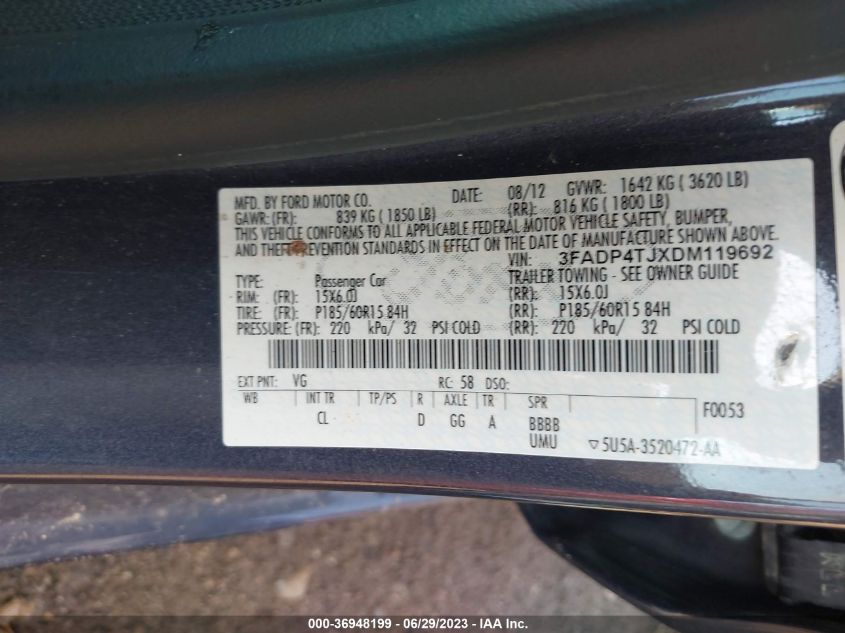 MFD. BY FORD MOTOR CO. DATE: 08/12 GVWR: 1642 KG ( 3620 LB)
GAWR: (FR): 839 KG ( 1850 LB) (RR): 816 KG ( 1800 LB)
THIS VEHICLE CONFORMS TO ALL APPLICABLE FEDERAL MOTOR VEHICLE SAFETY, BUMPER,
AND THEFT PREVENTION STANDARDS IN EFFECT ON THE DATE OF MANUFACTURE SHOWN ABOVE.
VIN: 3FADP4TJXDM119692
TYPE: Passenger Car TRAILER TOWING - SEE OWNER GUIDE
RIM: (FR): 15X6.0J (RR): 15X6.0J
TIRE: (FR): P185/60R15 84H (RR): P185/60R15 84H
PRESSURE: (FR): 220 kPa/ 32 PSI COLD (RR): 220 kPa/ 32 PSI COLD
EXT PNT: VG RC: 58 DSO:
WB INT TR TP/PS R AXLE TR SPR
CL D GG A BBBB F0053
UMU ▽5U5A-3520472-AA
000-36948199 - 06/29/2023 - IAA Inc.